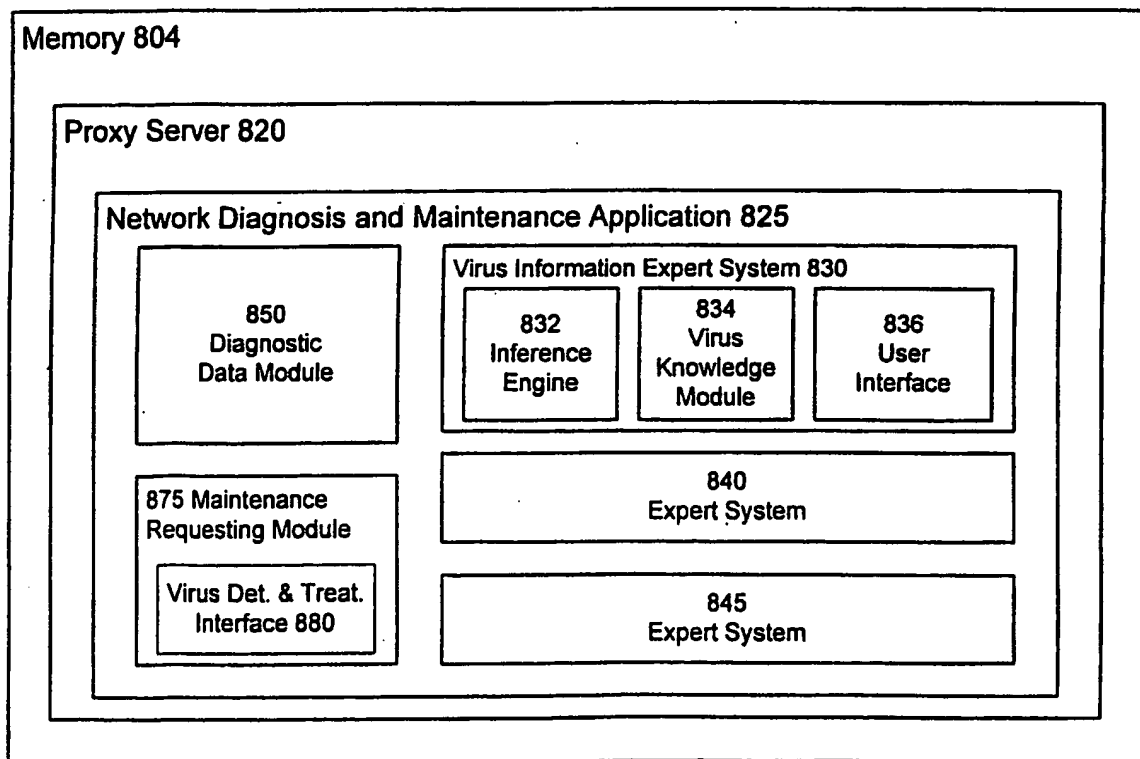 Memory 804
Proxy Server 820
Network Diagnosis and Maintenance Application 825
850
Diagnostic
Data Module
Virus Information Expert System 830
832
Inference
Engine
834
Virus
Knowledge
Module
836
User
Interface
875 Maintenance
Requesting Module
Virus Det. & Treat.
Interface 880
840
Expert System
845
Expert System